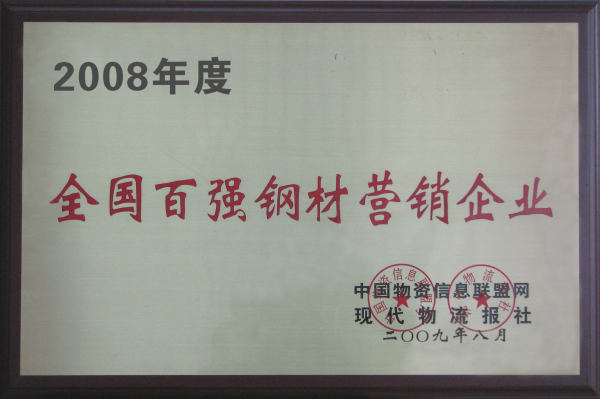 2008年度
全国百强钢材营销企业
中国物资信息联盟网
现代物流报社
二〇〇九年八月